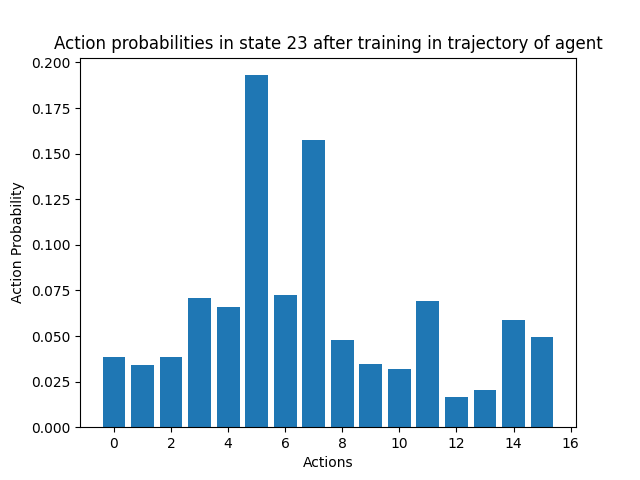 Action probabilities in state 23 after training in trajectory of agent
0.200
0.175
0.150
0.125
0.100
0.075
0.050
0.025
0.000
Action Probability
0 2 4 6 8 10 12 14 16
Actions